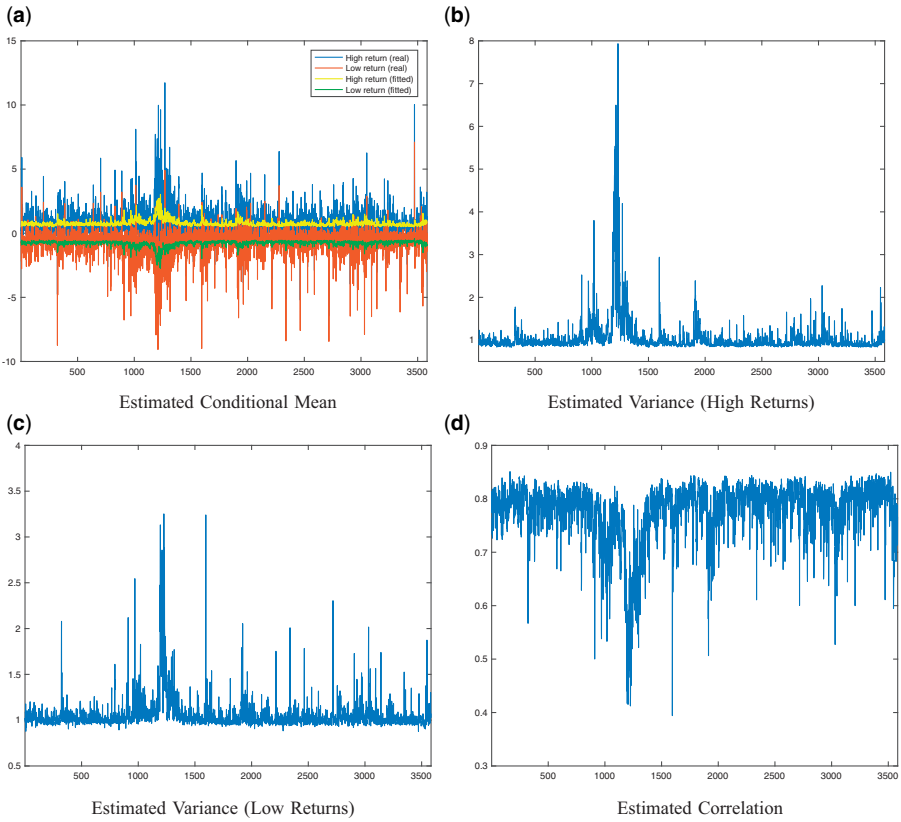 (a)
15
10
5
0
-5
-10
500 1000 1500 2000 2500 3000 3500
High return (real)
Low return (real)
High return (fitted)
Low return (fitted)
Estimated Conditional Mean
(b)
8
7
6
5
4
3
2
1
500 1000 1500 2000 2500 3000 3500
Estimated Variance (High Returns)
(c)
4
3.5
3
2.5
2
1.5
1
0.5
500 1000 1500 2000 2500 3000 3500
Estimated Variance (Low Returns)
(d)
0.9
0.8
0.7
0.6
0.5
0.4
0.3
500 1000 1500 2000 2500 3000 3500
Estimated Correlation